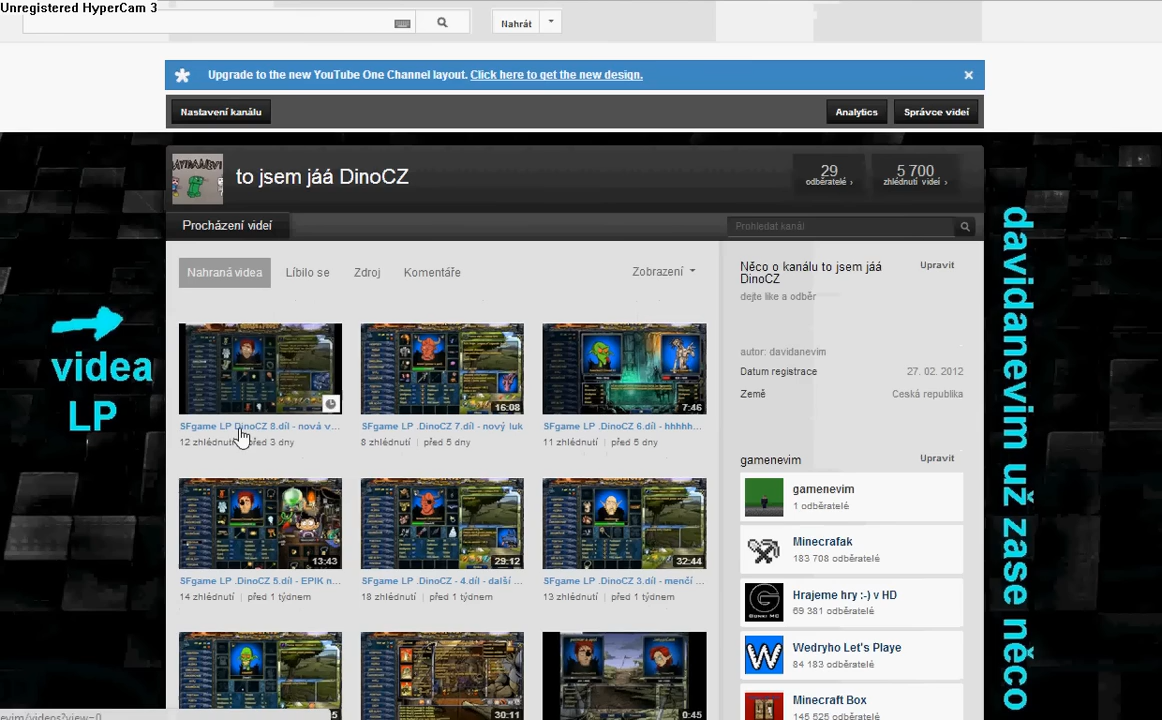 Unregistered HyperCam 3
Nahrát
Upgrade to the new YouTube One Channel layout. Click here to get the new design.
Nastavení kanálu
Analytics
Správce videí
to jsem jáá DinoCZ
29
odběratelé ›
5 700
zhlédnutí videí ›
Procházení videí
Prohledat kanál
Nahraná videa
Líbilo se
Zdroj
Komentáře
Zobrazení
videa
LP
SFgame LP DinoCZ 8.díl - nová v...
12 zhlédnutí
před 3 dny
16:08
SFgame LP .DinoCZ 7.díl - nový luk
8 zhlédnutí | před 5 dny
7:46
SFgame LP .DinoCZ 6.díl - hhhhh...
11 zhlédnutí | před 5 dny
13:43
SFgame LP .DinoCZ 5.díl - EPIK n...
14 zhlédnutí | před 1 týdnem
29:12
SFgame LP .DinoCZ - 4.díl - další ...
18 zhlédnutí | před 1 týdnem
32:44
SFgame LP .DinoCZ 3.díl - menčí ...
13 zhlédnutí | před 1 týdnem
30:11
0:45
Něco o kanálu to jsem jáá
DinoCZ
Upravit
dejte like a odběr
autor: davidanevim
Datum registrace
27. 02. 2012
Země
Česká republika
gamenevim
Upravit
gamenevim
1 odběratelé
Minecrafak
183 708 odběratelé
Hrajeme hry :-) v HD
69 381 odběratelé
Wedryho Let's Playe
84 183 odběratelé
Minecraft Box
145 525 odběratelé
davidanevim už zase něco
evim/videos?view=0